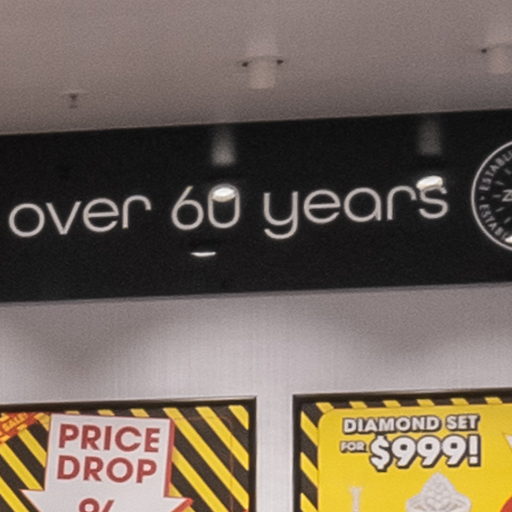 over 60 years
PRICE
DROP
%
DIAMOND SET
FOR $999!